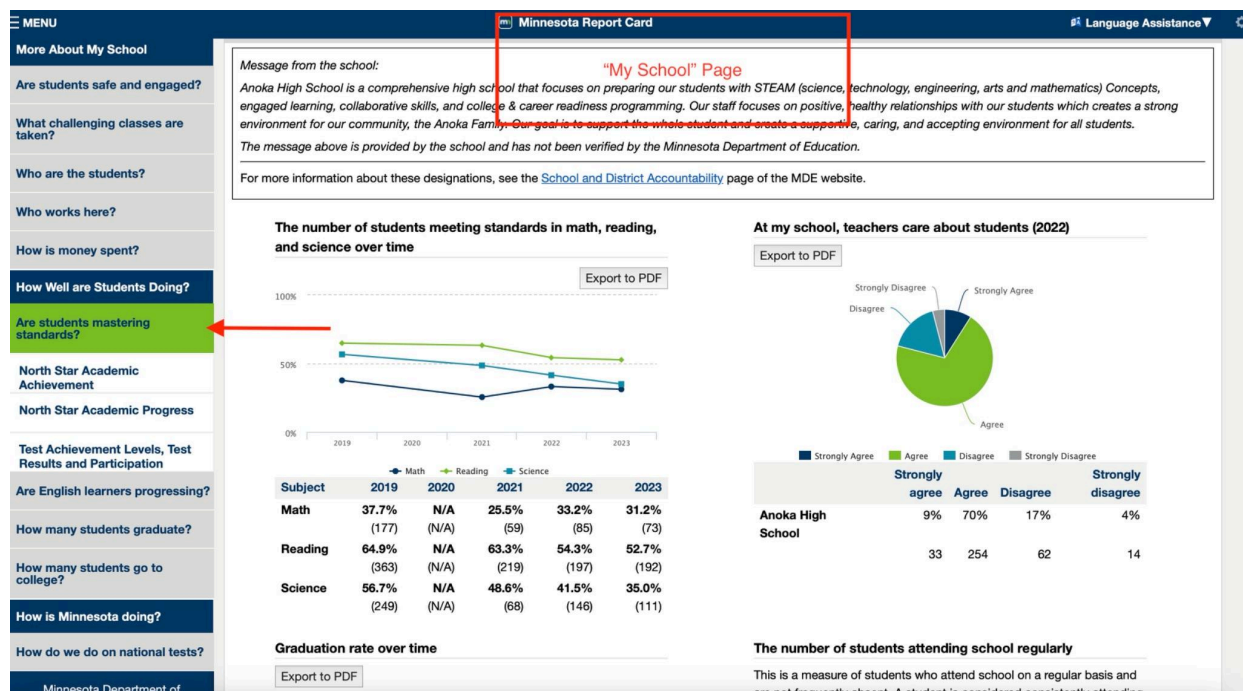 MENU
Minnesota Report Card
Language Assistance▼
More About My School
Are students safe and engaged?
What challenging classes are
taken?
Who are the students?
Who works here?
How is money spent?
How Well are Students Doing?
Are students mastering
standards?
North Star Academic
Achievement
North Star Academic Progress
Test Achievement Levels, Test
Results and Participation
Are English learners progressing?
How many students graduate?
How many students go to
college?
How is Minnesota doing?
How do we do on national tests?
Minnesota Department of
Message from the school:
"My School" Page
Anoka High School is a comprehensive high school that focuses on preparing our students with STEAM (science, technology, engineering, arts and mathematics) Concepts,
engaged learning, collaborative skills, and college & career readiness programming. Our staff focuses on positive, healthy relationships with our students which creates a strong
environment for our community, the Anoka Family. Our goal is to support the whole student and create a supportive, caring, and accepting environment for all students.
The message above is provided by the school and has not been verified by the Minnesota Department of Education.
For more information about these designations, see the School and District Accountability page of the MDE website.
The number of students meeting standards in math, reading,
and science over time
Export to PDF
100%
50%
0%
2019 2020 2021 2022 2023
Math Reading Science
Subject 2019 2020 2021 2022 2023
Math 37.7% N/A 25.5% 33.2% 31.2%
(177) (N/A) (59) (85) (73)
Reading 64.9% N/A 63.3% 54.3% 52.7%
(363) (N/A) (219) (197) (192)
Science 56.7% N/A 48.6% 41.5% 35.0%
(249) (N/A) (68) (146) (111)
Graduation rate over time
Export to PDF
At my school, teachers care about students (2022)
Export to PDF
Strongly Disagree Strongly Agree
Disagree
Agree
Strongly Agree Agree Disagree Strongly Disagree
Strongly Strongly
agree Agree Disagree disagree
Anoka High 9% 70% 17% 4%
School
33 254 62 14
The number of students attending school regularly
This is a measure of students who attend school on a regular basis and
are not frequently absent. A student is considered consistently attending